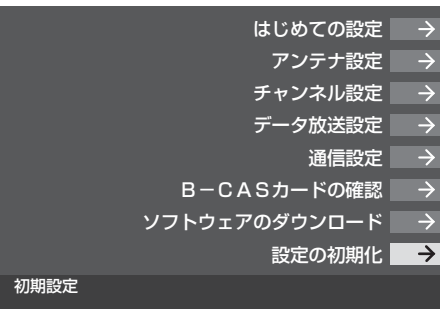 はじめての設定
アンテナ設定
チャンネル設定
データ放送設定
通信設定
B－CASカードの確認
ソフトウェアのダウンロード
設定の初期化
初期設定